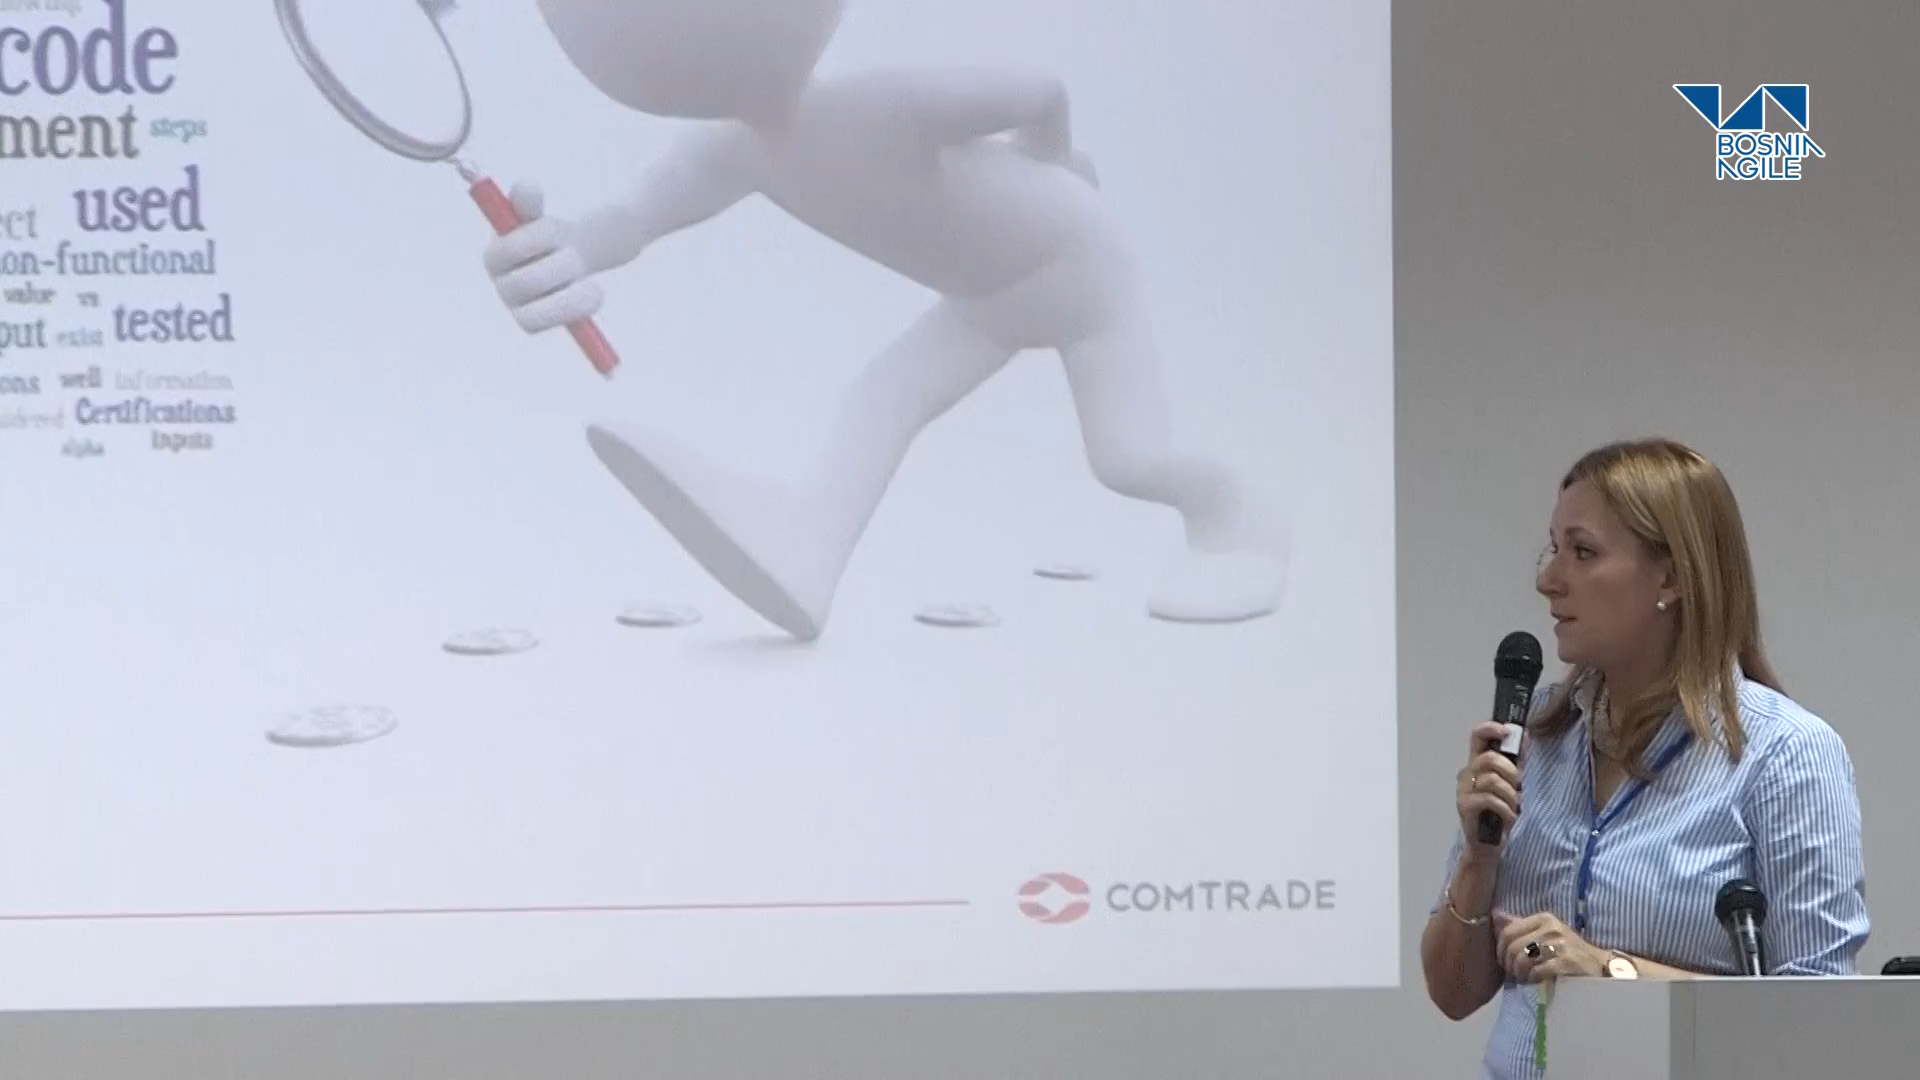 code
ment steps
ect used
on-functional
value vs
put exist tested
ons well information
Certifications
alpha Inputs
COMTRADE
BOSNIA
AGILE